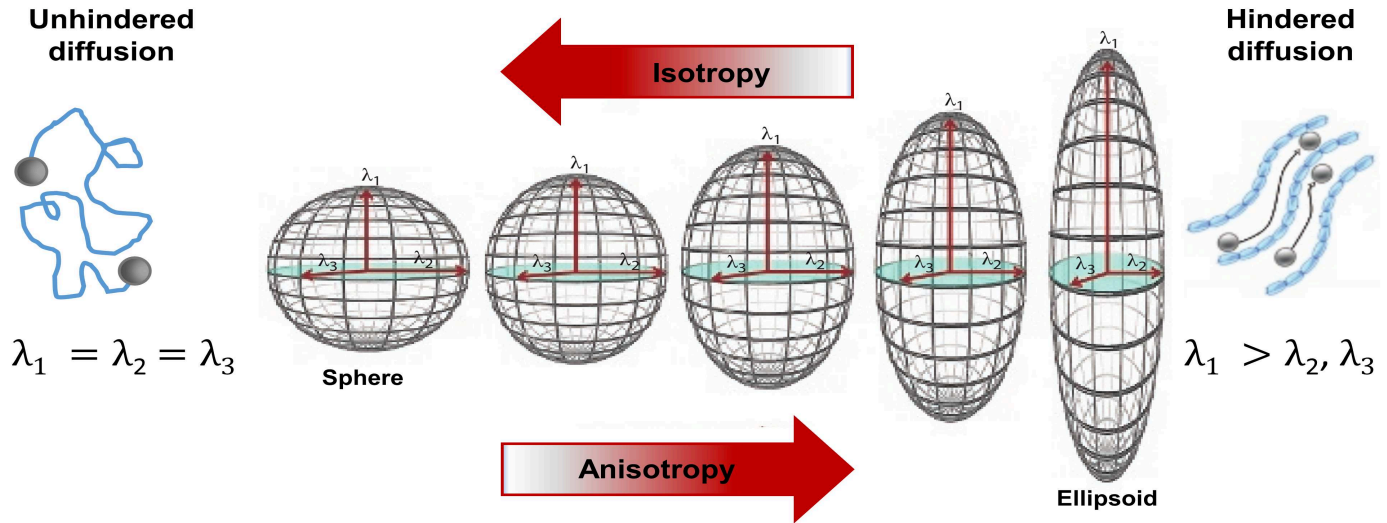 Unhindered
diffusion
Isotropy
Hindered
diffusion
λ₁
λ₃
λ₂
λ₁
λ₃
λ₂
λ₁
λ₃
λ₂
λ₁
λ₃
λ₂
λ₁
λ₃
λ₂
λ₁ = λ₂ = λ₃
Sphere
λ₁ > λ₂, λ₃
Anisotropy
Ellipsoid